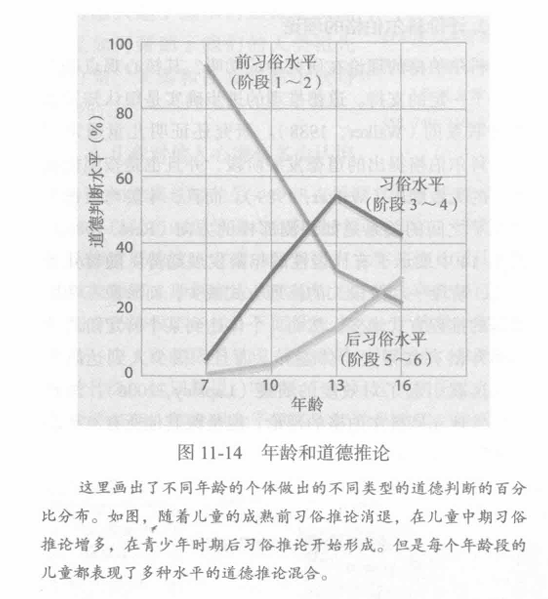 100
80
60
40
20
0
道德判断水平（%）
前习俗水平
（阶段 1～2）
习俗水平
（阶段 3～4）
后习俗水平
（阶段 5～6）
7 10 13 16
年龄
图 11-14 年龄和道德推论
这里画出了不同年龄的个体做出的不同类型的道德判断的百分
比分布。如图，随着儿童的成熟前习俗推论消退，在儿童中期习俗
推论增多，在青少年时期后习俗推论开始形成。但是每个年龄段的
儿童都表现了多种水平的道德推论混合。